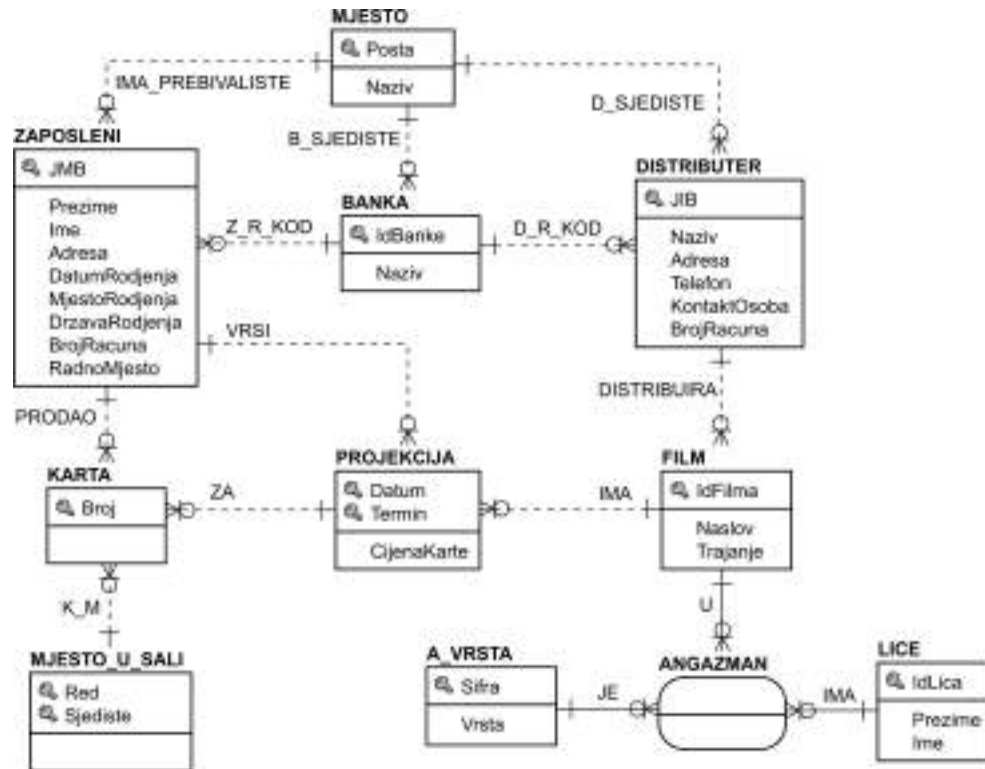 MJESTO
Posta
Naziv
IMA_PREBIVALISTE
D_SJEDISTE
B_SJEDISTE
ZAPOSLENI
JMB
Prezime
Ime
Adresa
DatumRodjenja
MjestoRodjenja
DrzavaRodjenja
BrojRacuna
RadnoMjesto
Z_R_KOD
BANKA
IdBanke
Naziv
D_R_KOD
DISTRIBUTER
JIB
Naziv
Adresa
Telefon
KontaktOsoba
BrojRacuna
VRSI
PRODAO
DISTRIBUIRA
KARTA
Broj
ZA
PROJEKCIJA
Datum
Termin
CijenaKarte
IMA
FILM
IdFilma
Naslov
Trajanje
K_M
U
MJESTO_U_SALI
Red
Sjediste
A_VRSTA
Sifra
Vrsta
JE
ANGAZMAN
IMA
LICE
IdLica
Prezime
Ime